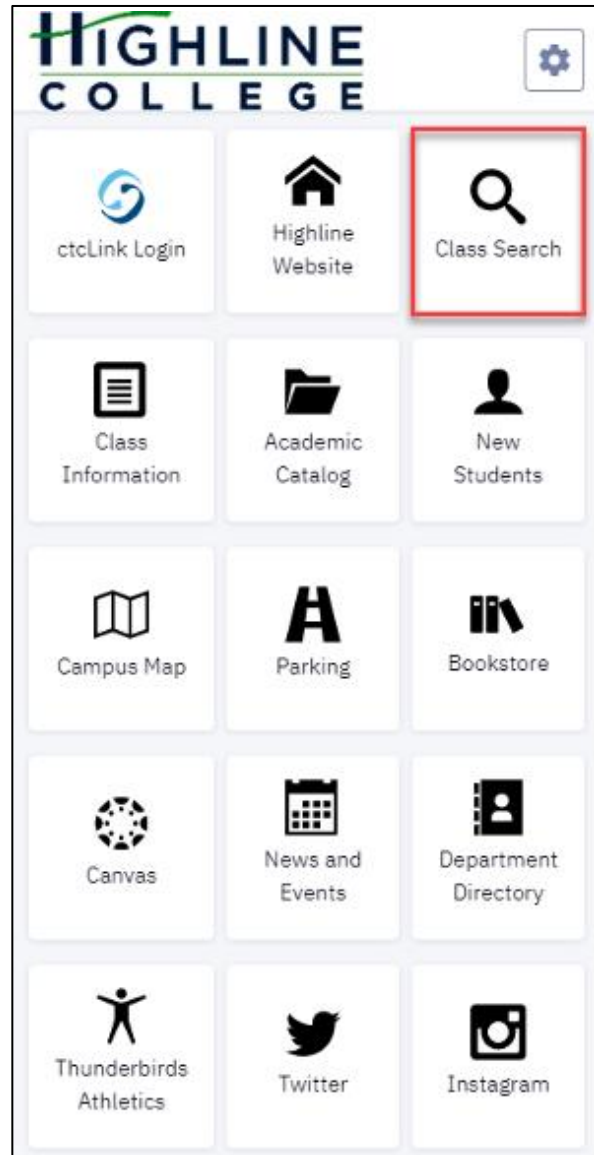 HIGHLINE
COLLEGE
ctcLink Login
Highline
Website
Class Search
Class
Information
Academic
Catalog
New
Students
Campus Map
Parking
Bookstore
Canvas
News and
Events
Department
Directory
Thunderbirds
Athletics
Twitter
Instagram